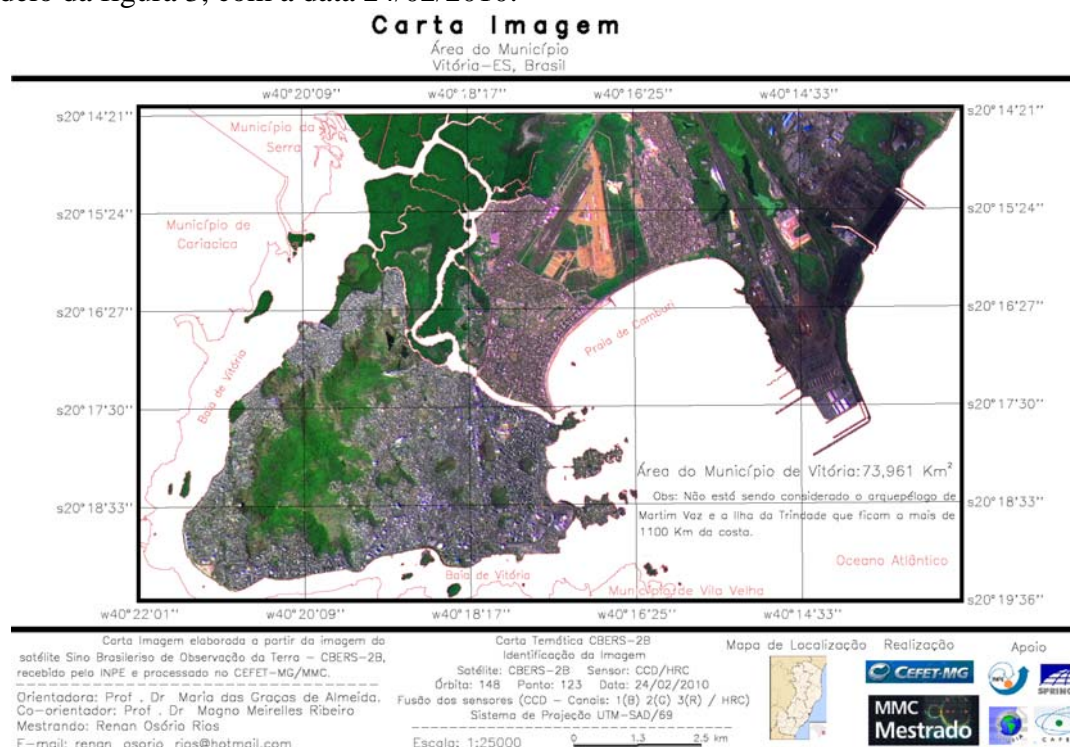 com a data 24/02/2010.
Carta Imagem
Área do Município
Vitória-ES, Brasil
w40°20'09'' w40°18'17'' w40°16'25'' w40°14'33''
s20°14'21'' s20°14'21''
Município da
Serra
s20°15'24'' s20°15'24''
Município de
Cariacica
s20°16'27'' s20°16'27''
Praia de Camburi
Baía de Vitória
s20°17'30'' s20°17'30''
Área do Município de Vitória:73,961 Km²
Obs: Não está sendo considerado o arquepélago de
s20°18'33'' s20°18'33''
Martim Vaz e a Ilha da Trindade que ficam a mais de
1100 Km da costa.
Oceano Atlântico
Baía de Vitória
Município de Vila Velha
s20°19'36''
w40°22'01'' w40°20'09'' w40°18'17'' w40°16'25'' w40°14'33''
Carta Imagem elaborada a partir da imagem do
satélite Sino Brasileriso de Observação da Terra - CBERS-2B,
recebido pelo INPE e processado no CEFET-MG/MMC.
Orientadora: Prof . Dr Maria das Graças de Almeida.
Co-orientador: Prof . Dr Magno Meirelles Ribeiro
Mestrando: Renan Osório Rios
E-mail: renan_osorio_rios@hotmail.com
Carta Temática CBERS-2B
Identificação da Imagem
Satélite: CBERS-2B Sensor: CCD/HRC
Órbita: 148 Ponto: 123 Data: 24/02/2010
Fusão dos sensores (CCD - Canais: 1(B) 2(G) 3(R) / HRC)
Sistema de Projeção UTM-SAD/69
Escala: 1:25000 0 1.3 2.5 km
Mapa de Localização Realização Apoio
CEFET-MG
MMC
Mestrado
SPRING